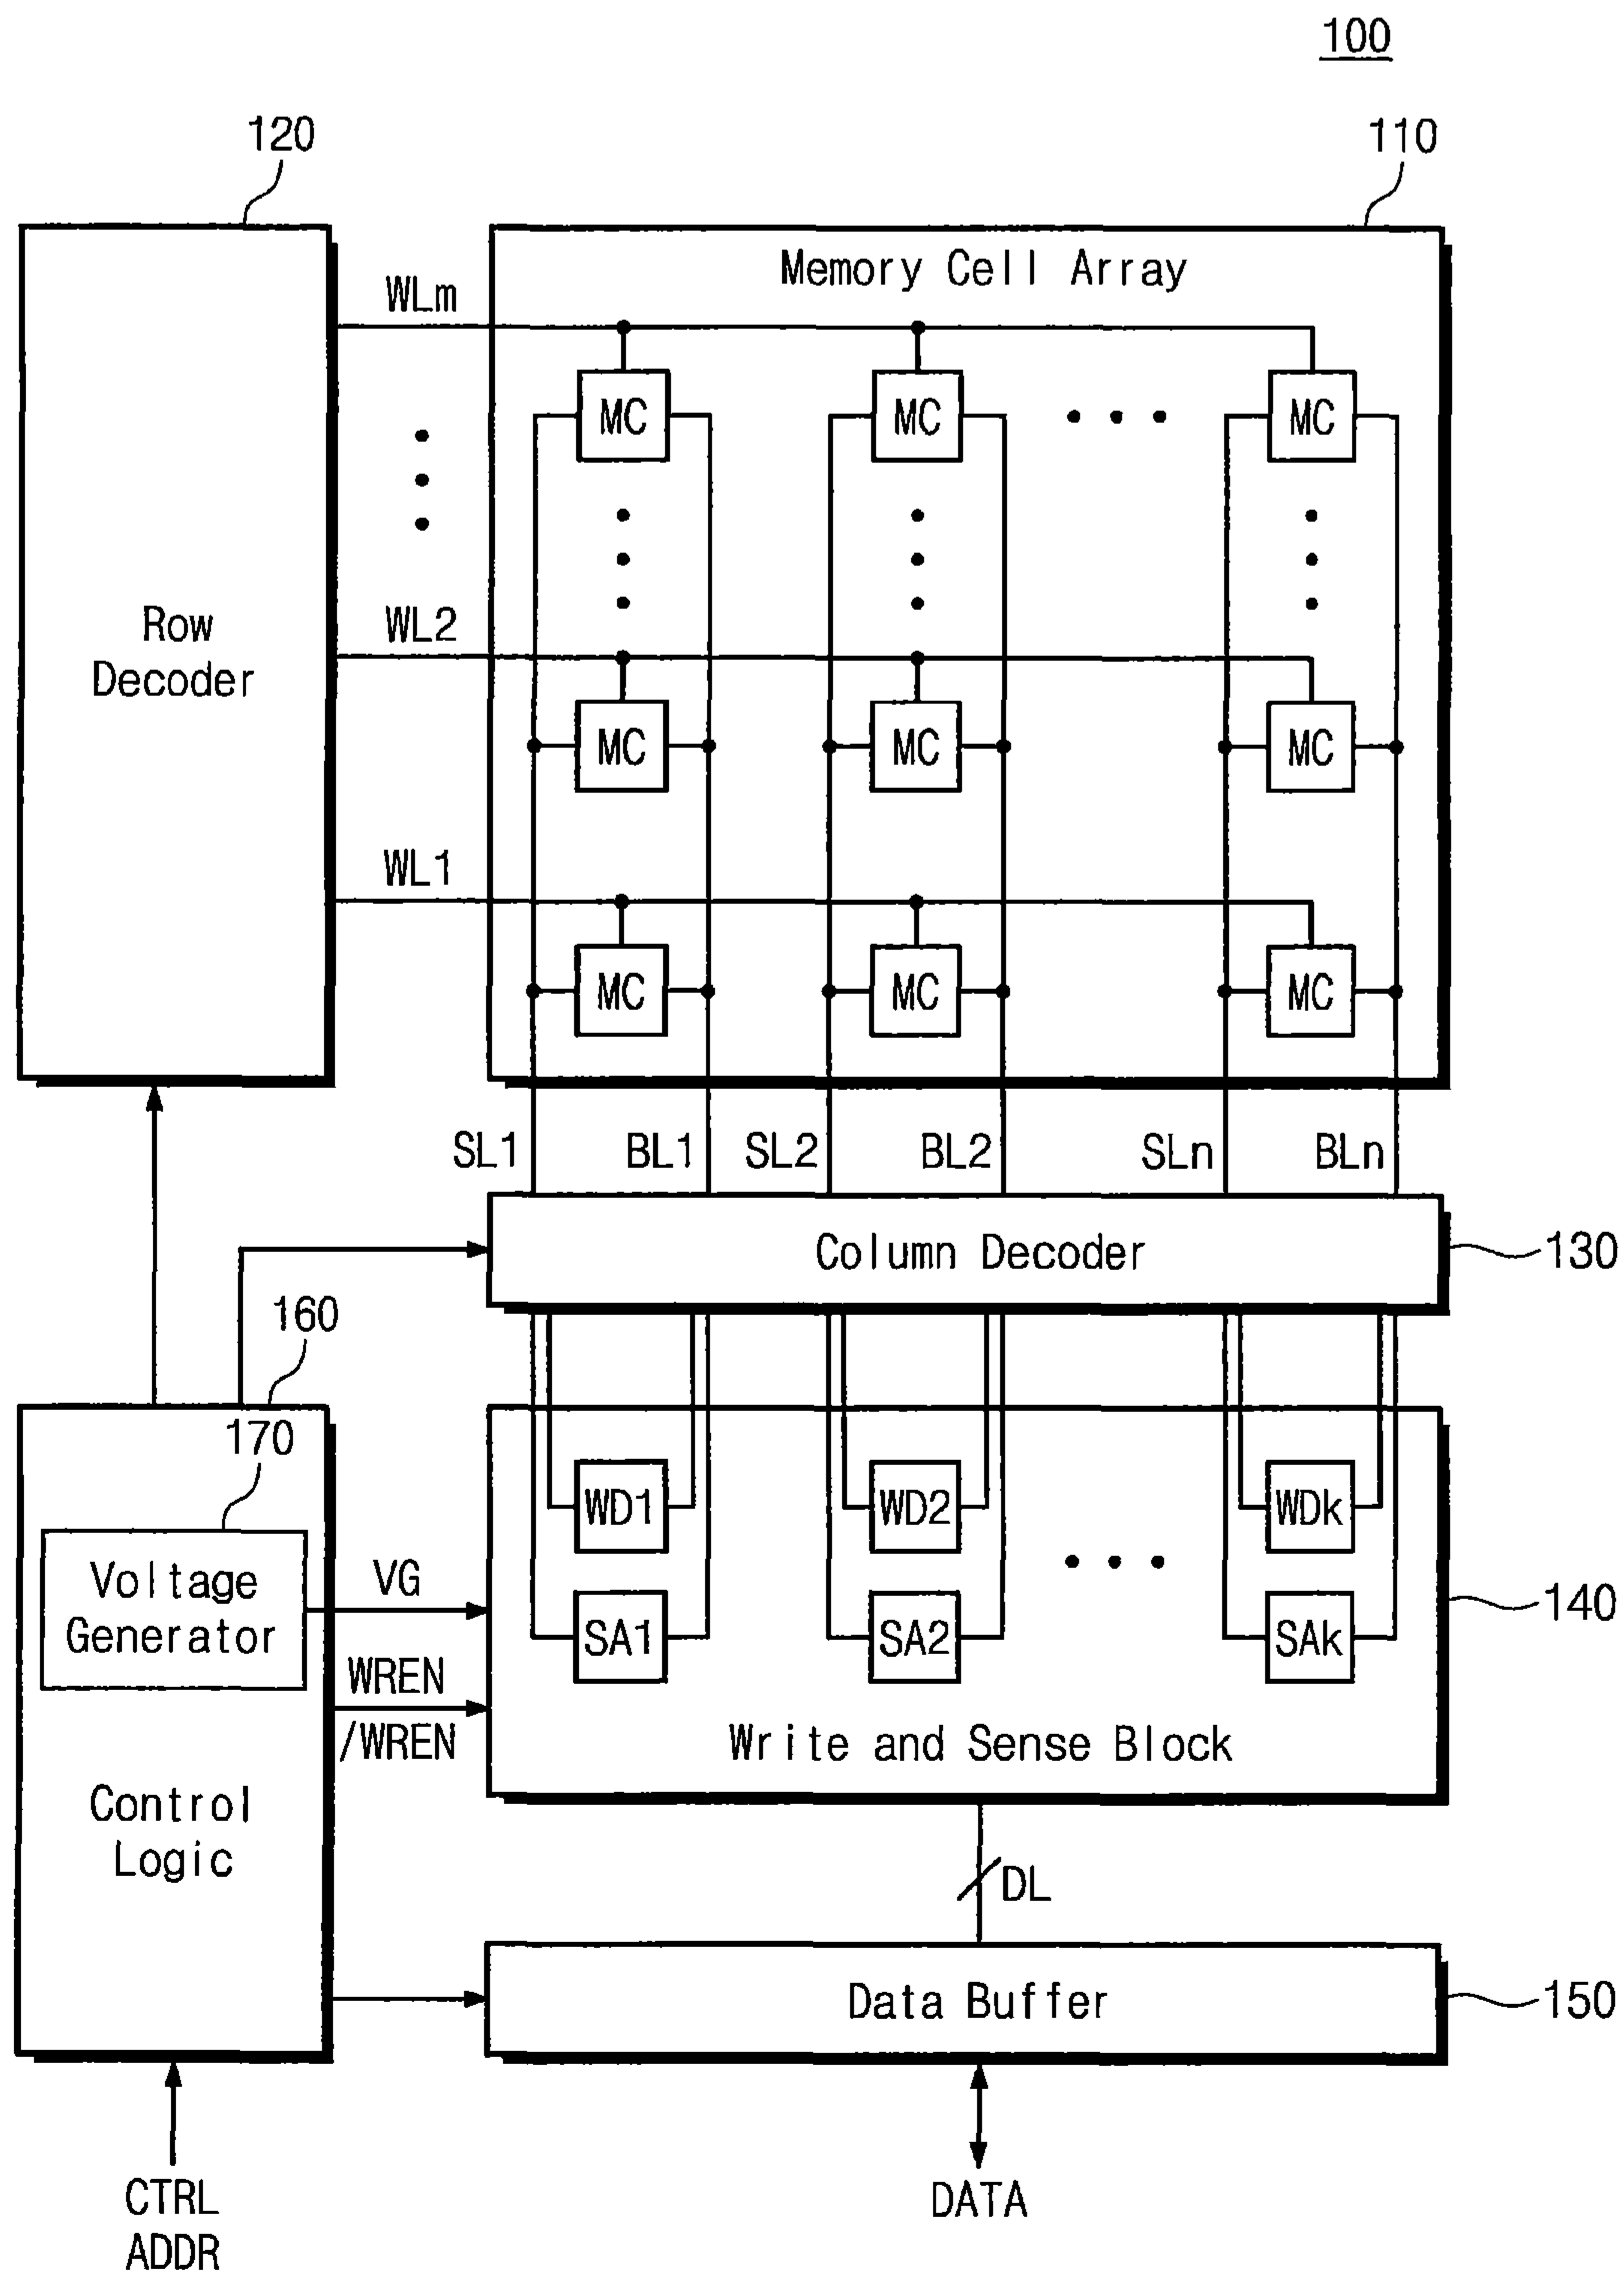 100
120
110
Memory Cell Array
WLm
MC MC MC
Row
Decoder
WL2
MC MC MC
WL1
MC MC MC
SL1 BL1 SL2 BL2 SLn BLn
Column Decoder
130
160
170
WD1 WD2 WDk
Voltage
Generator
VG
140
SA1 SA2 SAk
WREN
/WREN
Write and Sense Block
Control
Logic
DL
Data Buffer
150
CTRL
ADDR
DATA